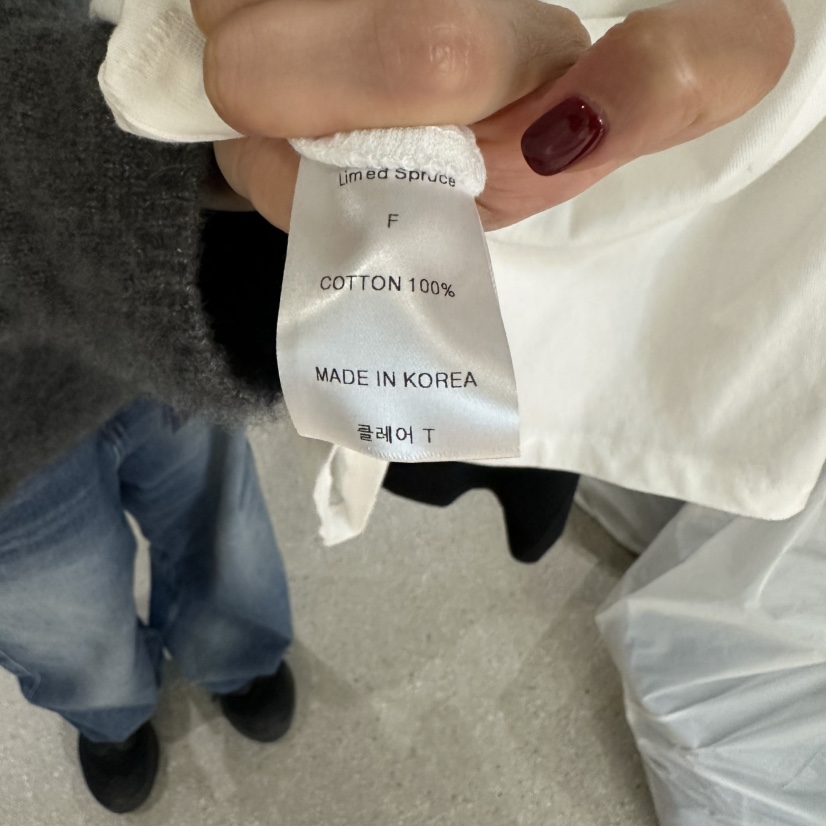 Limed Spruce
F
COTTON 100%
MADE IN KOREA
클레어 T